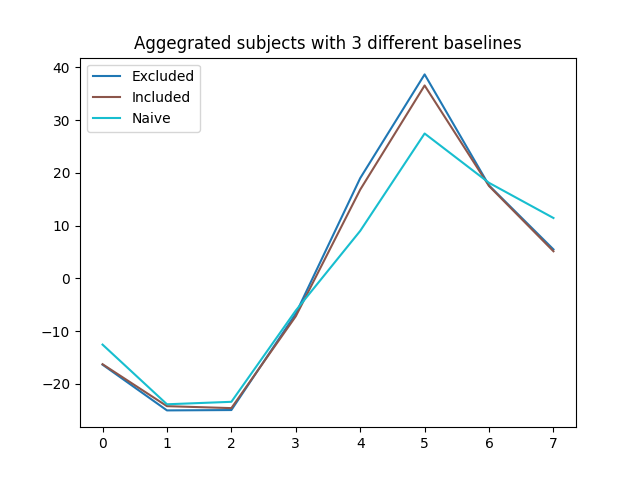 Aggegrated subjects with 3 different baselines
Excluded
Included
Naive
40
30
20
10
0
−10
−20
0 1 2 3 4 5 6 7